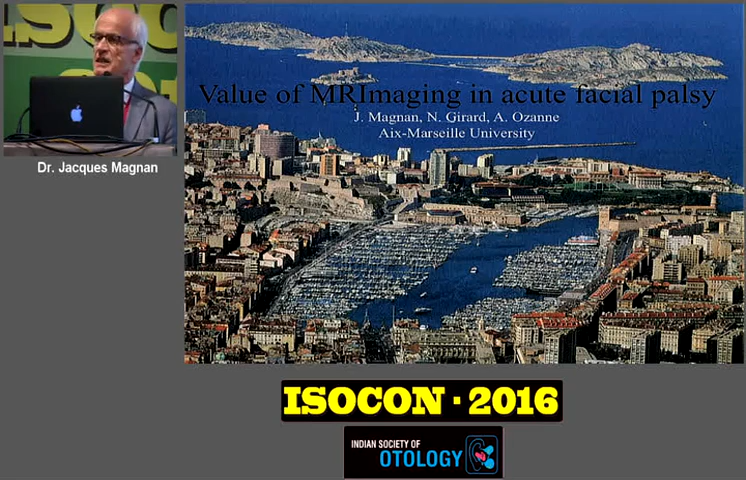 ISOC
Dr. Jacques Magnan
Value of MRImaging in acute facial palsy
J. Magnan, N. Girard, A. Ozanne
Aix-Marseille University
ISOCON · 2016
INDIAN SOCIETY OF
OTOLOGY